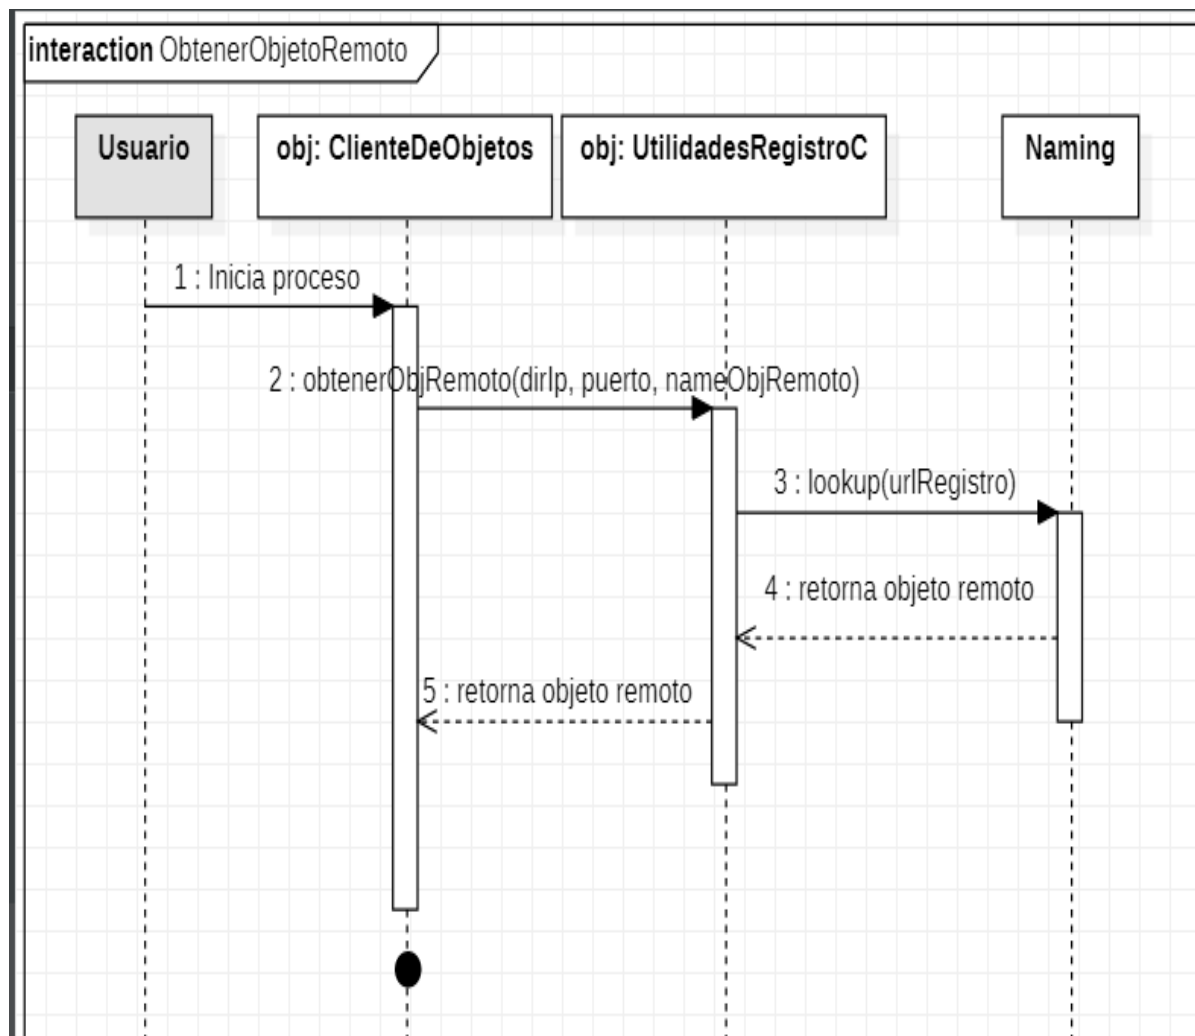 interaction ObtenerObjetoRemoto
Usuario
obj: ClienteDeObjetos
obj: UtilidadesRegistroC
Naming
1 : Inicia proceso
2 : obtenerObjRemoto(dirIp, puerto, nameObjRemoto)
3 : lookup(urlRegistro)
4 : retorna objeto remoto
5 : retorna objeto remoto